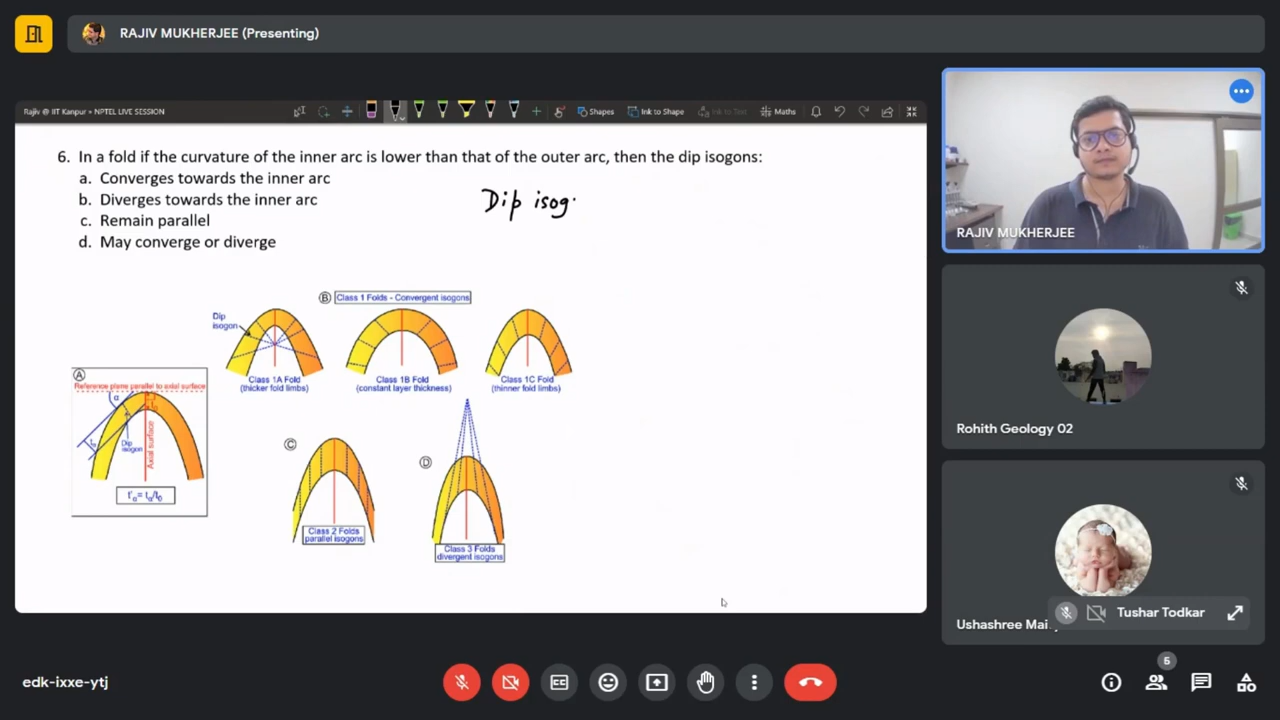 RAJIV MUKHERJEE (Presenting)
Rajiv @ IIT Kanpur » NPTEL LIVE SESSION
Shapes
Ink to Shape
Ink to Text
Maths
6. In a fold if the curvature of the inner arc is lower than that of the outer arc, then the dip isogons:
a. Converges towards the inner arc
b. Diverges towards the inner arc
c. Remain parallel
d. May converge or diverge
Dip isog
B Class 1 Folds - Convergent isogons
Dip
isogon
Class 1A Fold
(thicker fold limbs)
Class 1B Fold
(constant layer thickness)
Class 1C Fold
(thinner fold limbs)
A
Reference plane parallel to axial surface
α
Dip
isogon
Axial surface
t'α= tα/t0
C
Class 2 Folds
parallel isogons
D
Class 3 Folds
divergent isogons
RAJIV MUKHERJEE
Rohith Geology 02
Ushashree
Tushar Todkar
edk-ixxe-ytj
CC
5